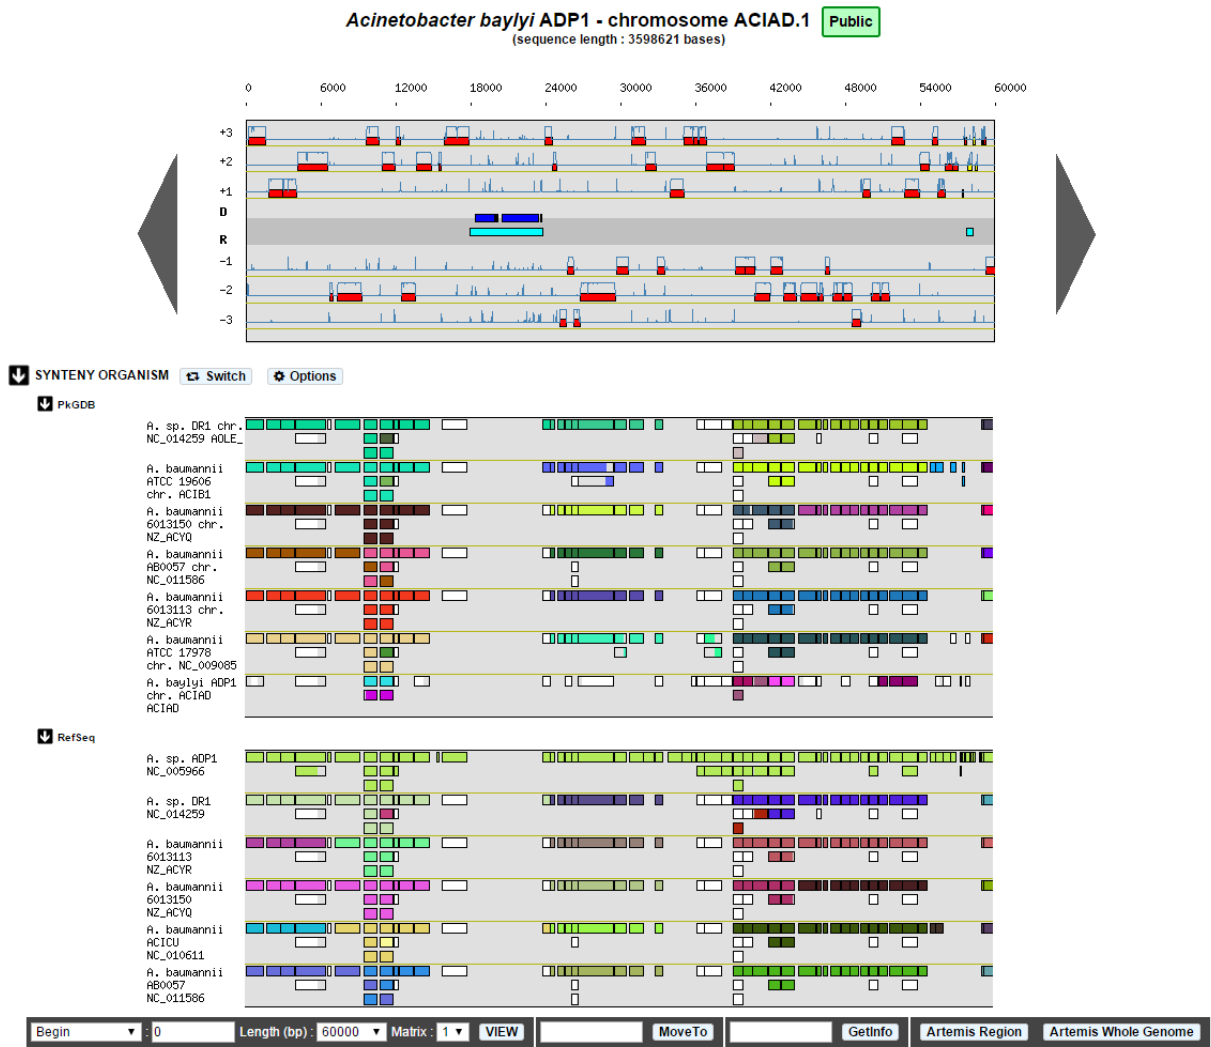 Acinetobacter baylyi ADP1 - chromosome ACIAD.1 Public
(sequence length : 3598621 bases)
0 6000 12000 18000 24000 30000 36000 42000 48000 54000 60000
+3
+2
+1
D
R
-1
-2
-3
SYNTENY ORGANISM Switch Options
PkGDB
A. sp. DR1 chr.
NC_014259 AOLE_
A. baumannii
ATCC 19606
chr. ACIB1
A. baumannii
6013150 chr.
NZ_ACYQ
A. baumannii
AB0057 chr.
NC_011586
A. baumannii
6013113 chr.
NZ_ACYR
A. baumannii
ATCC 17978
chr. NC_009085
A. baylyi ADP1
chr. ACIAD
ACIAD
RefSeq
A. sp. ADP1
NC_005966
A. sp. DR1
NC_014259
A. baumannii
6013113
NZ_ACYR
A. baumannii
6013150
NZ_ACYQ
A. baumannii
ACICU
NC_010611
A. baumannii
AB0057
NC_011586
Begin : 0 Length (bp) : 60000 Matrix : 1 VIEW MoveTo GetInfo Artemis Region Artemis Whole Genome